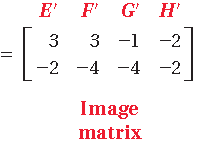 E′ F′ G′ H′
= [ 3 3 −1 −2
−2 −4 −4 −2 ]
Image
matrix